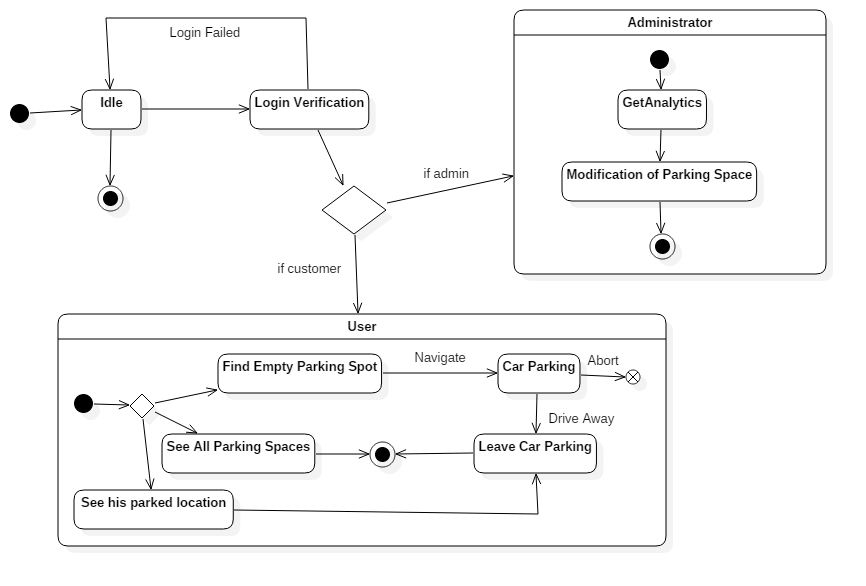 Login Failed
Administrator
Idle
Login Verification
GetAnalytics
if admin
Modification of Parking Space
if customer
User
Find Empty Parking Spot
Navigate
Car Parking
Abort
Drive Away
See All Parking Spaces
Leave Car Parking
See his parked location